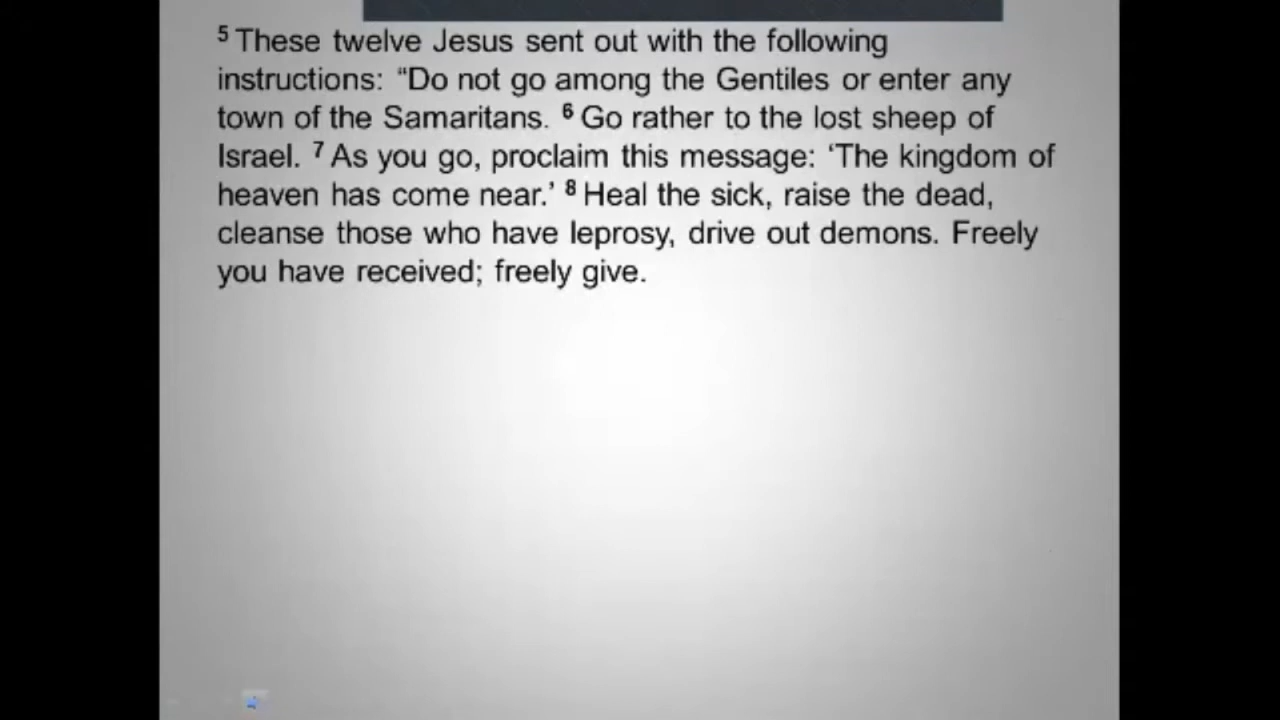 ⁵ These twelve Jesus sent out with the following
instructions: “Do not go among the Gentiles or enter any
town of the Samaritans. ⁶ Go rather to the lost sheep of
Israel. ⁷ As you go, proclaim this message: ‘The kingdom of
heaven has come near.’ ⁸ Heal the sick, raise the dead,
cleanse those who have leprosy, drive out demons. Freely
you have received; freely give.